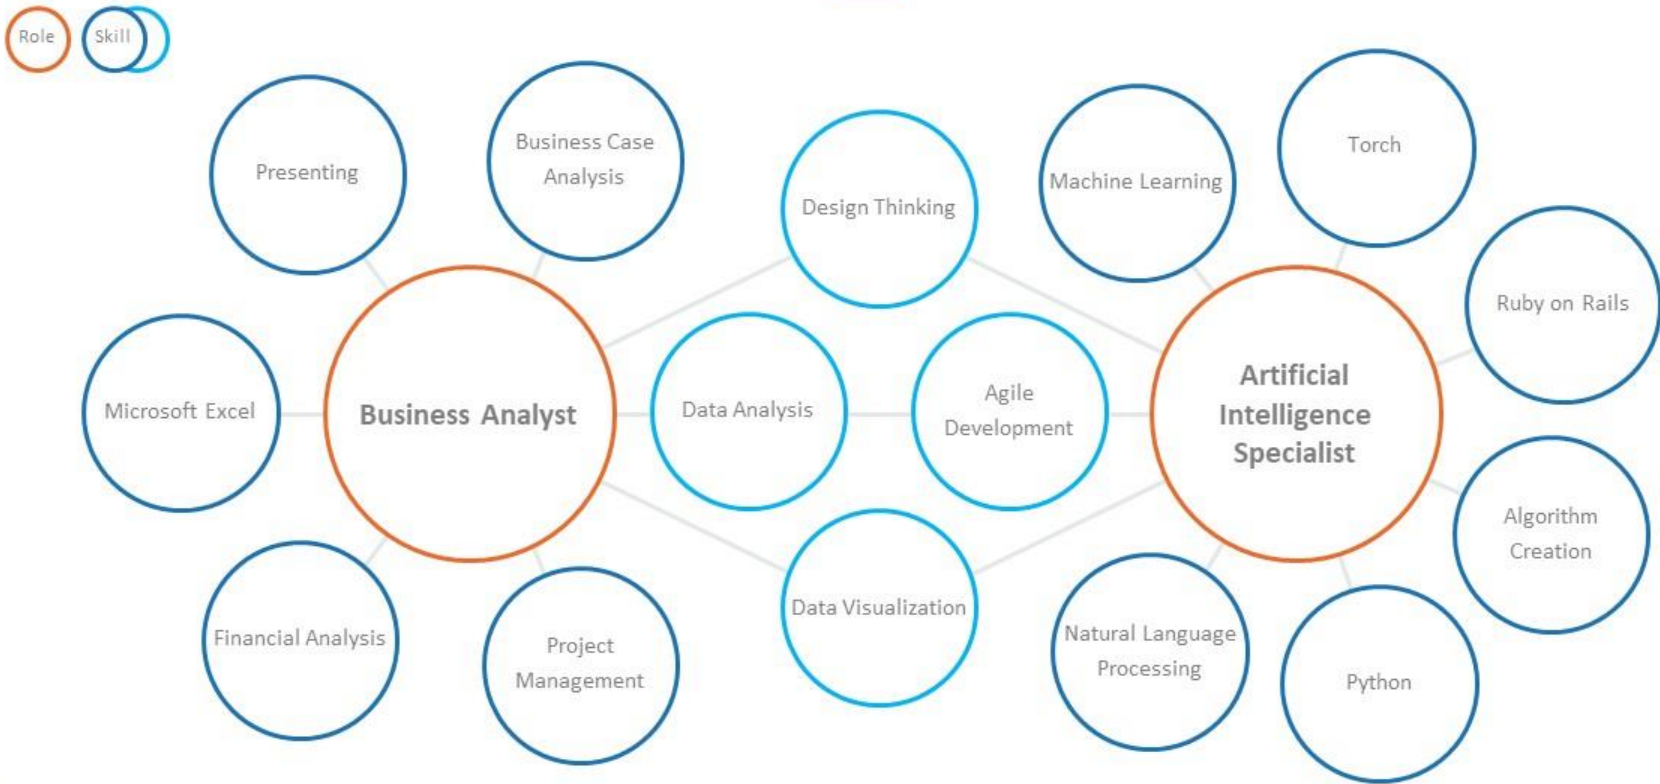 Role
Skill
Presenting
Business Case
Analysis
Design Thinking
Machine Learning
Torch
Ruby on Rails
Microsoft Excel
Business Analyst
Data Analysis
Agile
Development
Artificial
Intelligence
Specialist
Algorithm
Creation
Financial Analysis
Project
Management
Data Visualization
Natural Language
Processing
Python